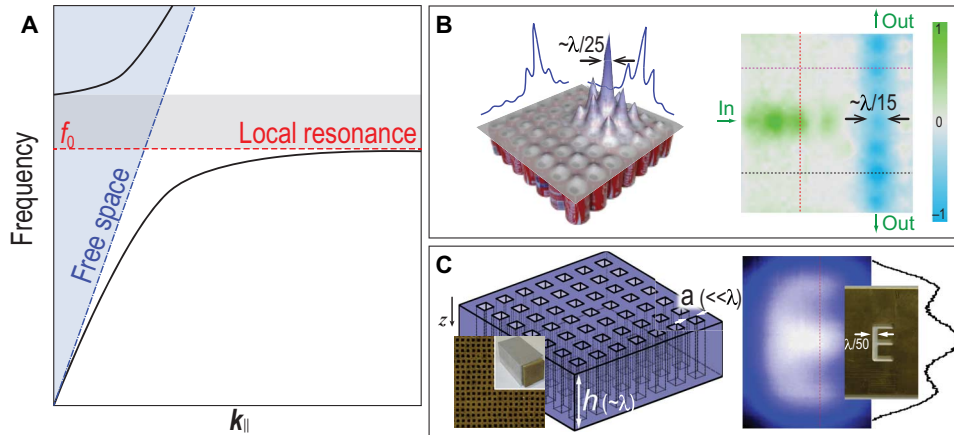 A
Frequency
f₀
Local resonance
Free space
k∥
B
~λ/25
In
Out
~λ/15
Out
1
0
−1
C
z
a (<<λ)
h (~λ)
λ/50